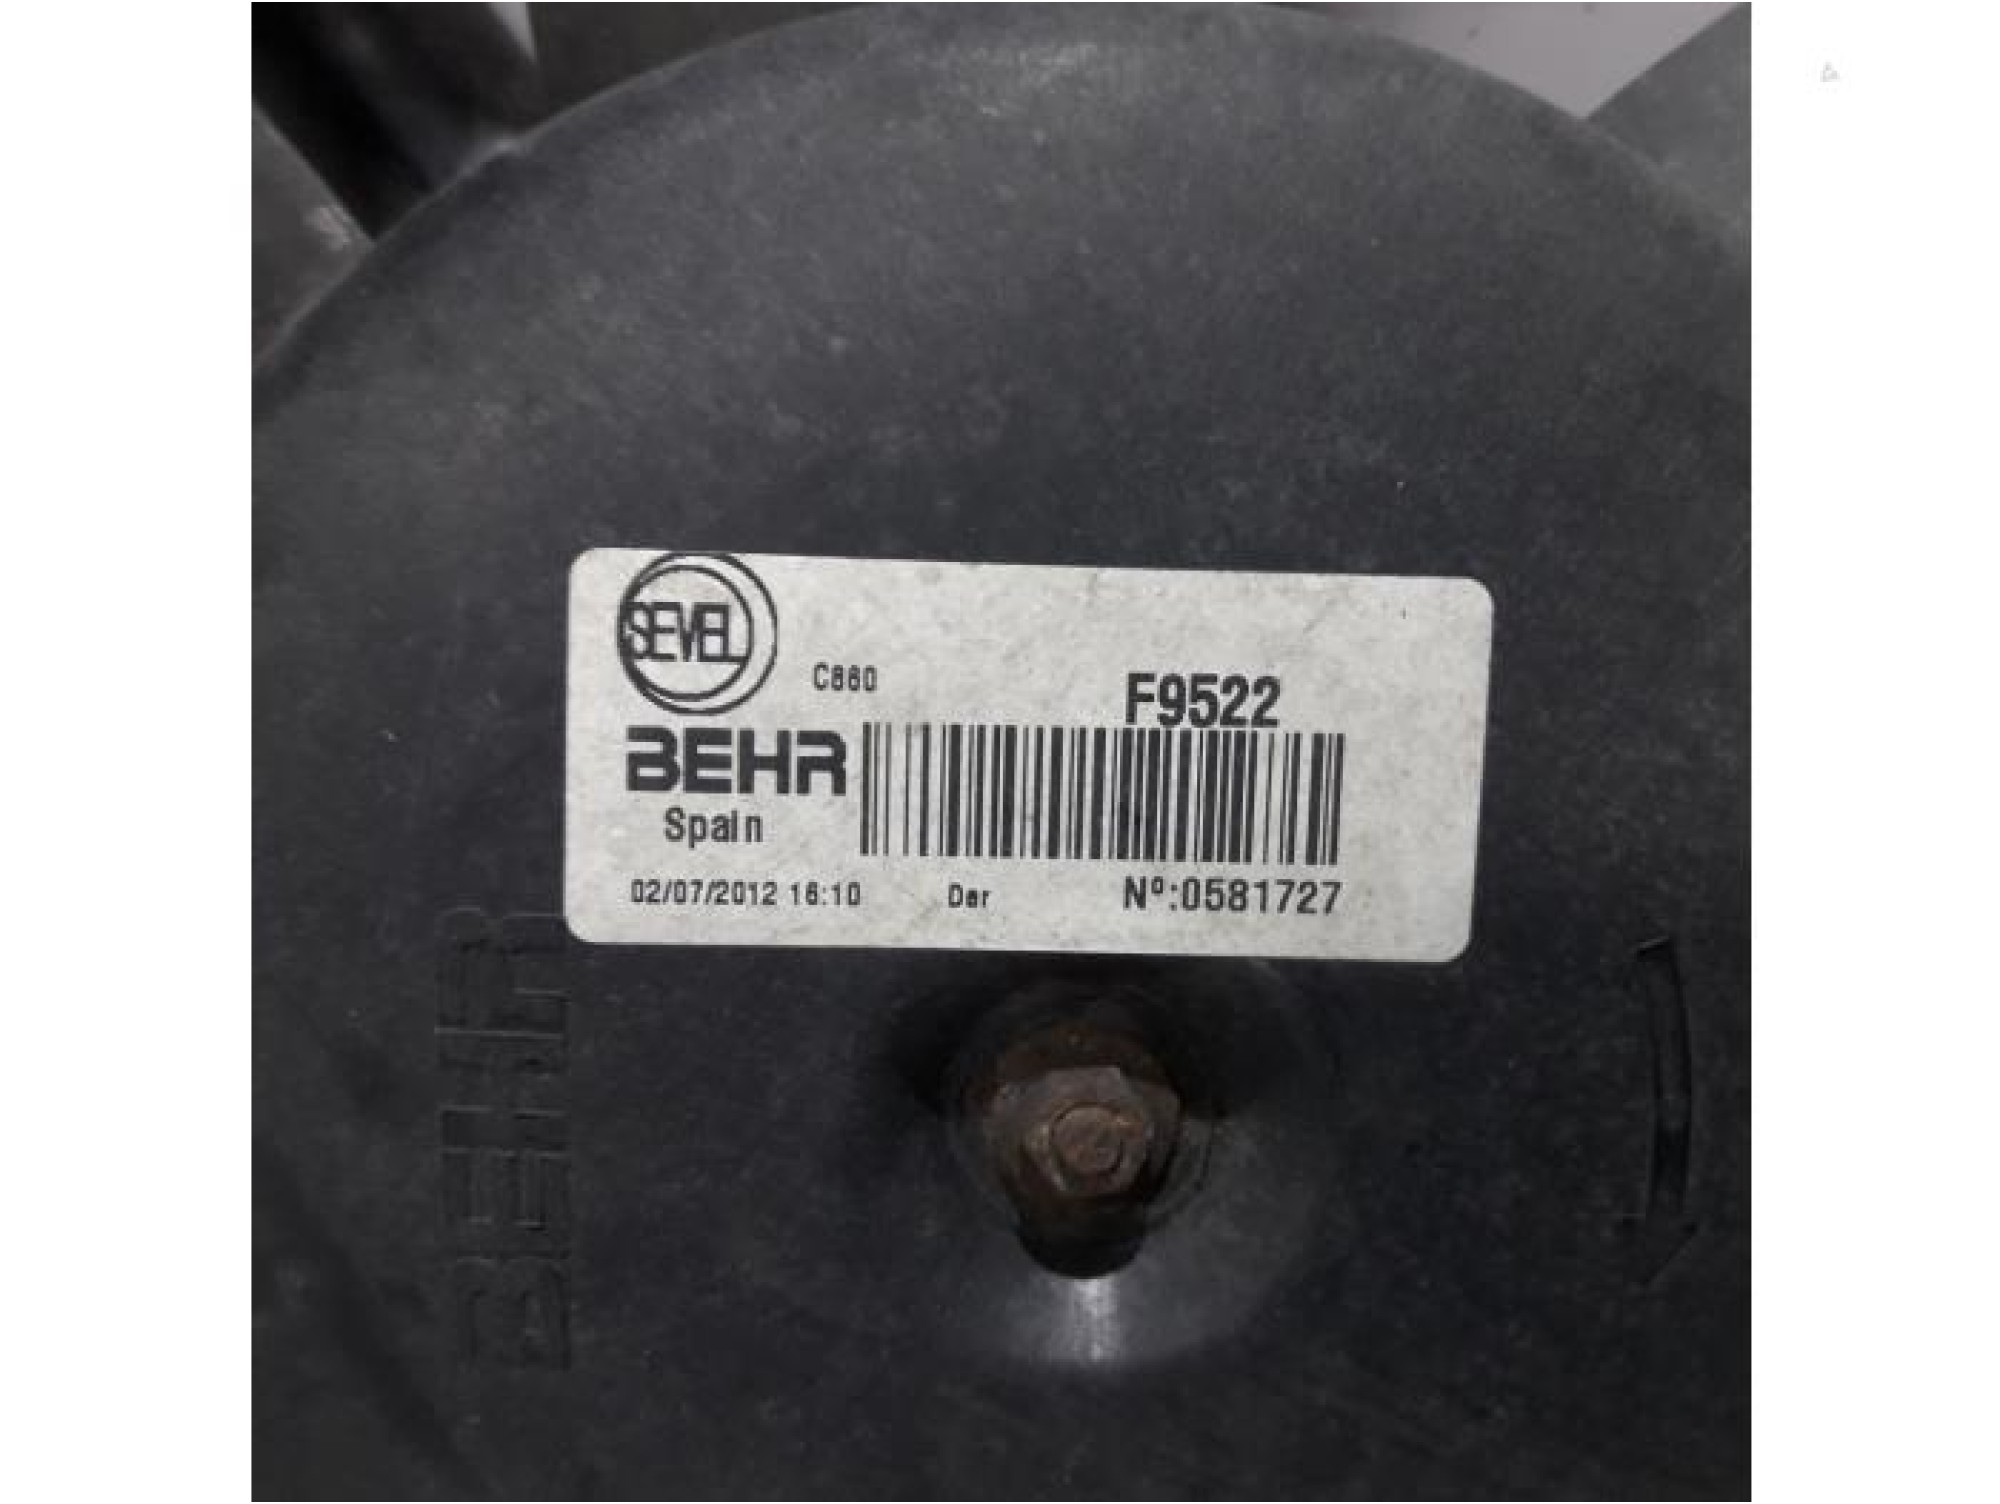 SEVEL
C860
F9522
BEHR
Spain
02/07/2012 16:10 Der Nº:0581727
BEHR